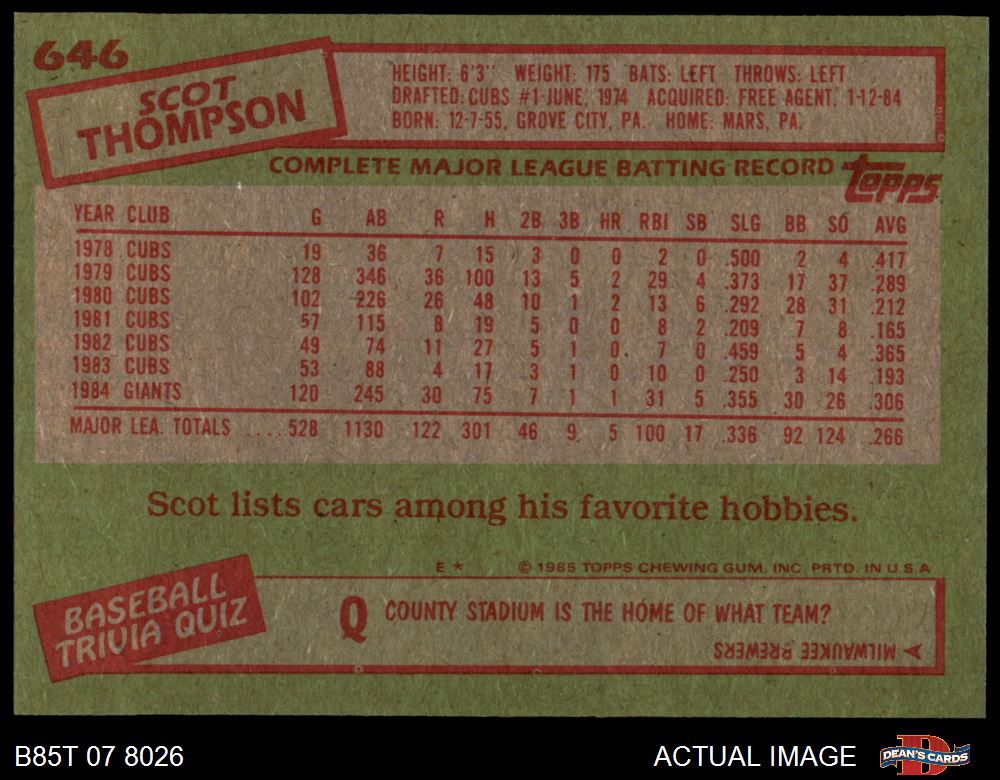 646
SCOT
THOMPSON
HEIGHT: 6'3" WEIGHT: 175 BATS: LEFT THROWS: LEFT
DRAFTED: CUBS #1-JUNE, 1974 ACQUIRED: FREE AGENT, 1-12-84
BORN: 12-7-55, GROVE CITY, PA. HOME: MARS, PA.
COMPLETE MAJOR LEAGUE BATTING RECORD
topps
YEAR CLUB G AB R H 2B 3B HR RBI SB SLG BB SO AVG
1978 CUBS 19 36 7 15 3 0 0 2 0 .500 2 4 .417
1979 CUBS 128 346 36 100 13 5 2 29 4 .373 17 37 .289
1980 CUBS 102 226 26 48 10 1 2 13 6 .292 28 31 .212
1981 CUBS 57 115 8 19 5 0 0 8 2 .209 7 8 .165
1982 CUBS 49 74 11 27 5 1 0 7 0 .459 5 4 .365
1983 CUBS 53 88 4 17 3 1 0 10 0 .250 3 14 .193
1984 GIANTS 120 245 30 75 7 1 1 31 5 .355 30 26 .306
MAJOR LEA. TOTALS ....528 1130 122 301 46 9 5 100 17 .336 92 124 .266
Scot lists cars among his favorite hobbies.
E * © 1985 TOPPS CHEWING GUM, INC. PRTD. IN U.S.A
BASEBALL
TRIVIA QUIZ
Q COUNTY STADIUM IS THE HOME OF WHAT TEAM?
MILWAUKEE BREWERS
B85T 07 8026
ACTUAL IMAGE
DEAN'S CARDS